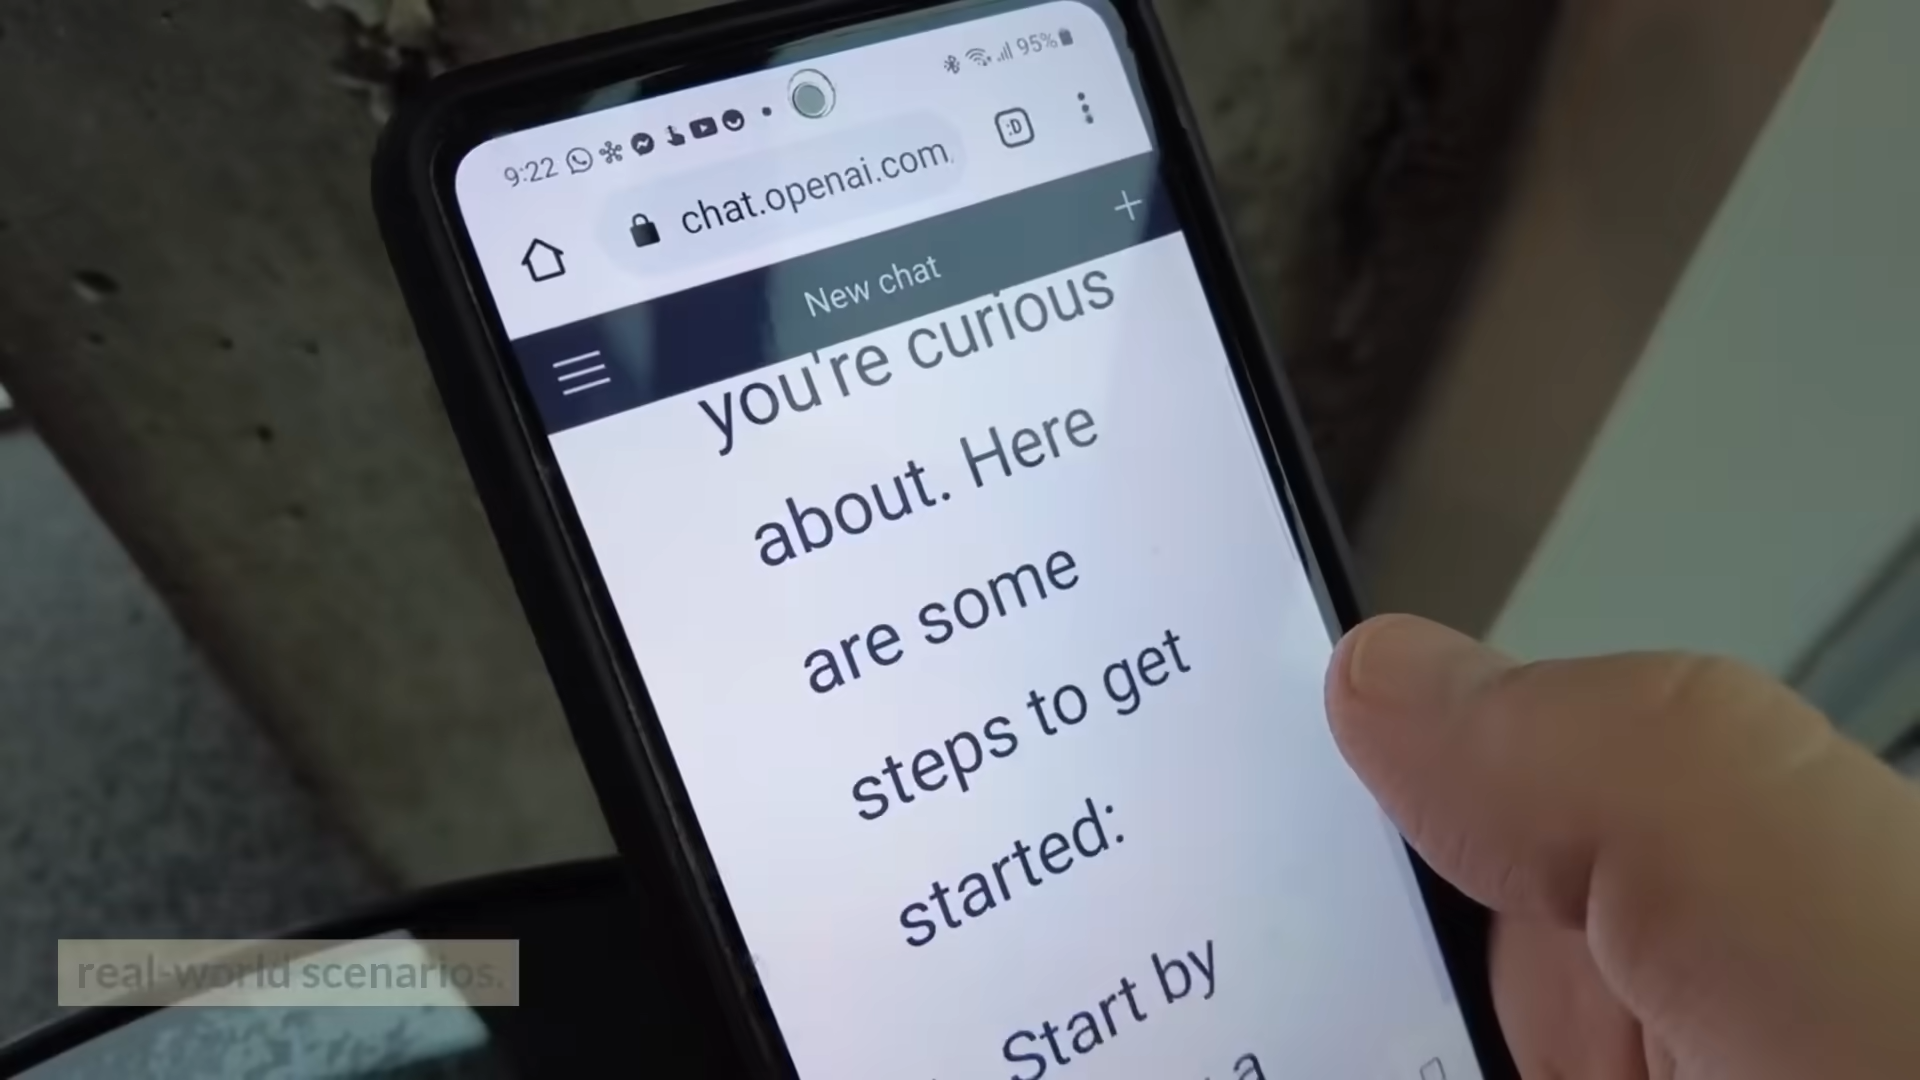 9:22 95%
chat.openai.com
:D
New chat
you're curious
about. Here
are some
steps to get
started:
Start by
a
real-world scenarios.